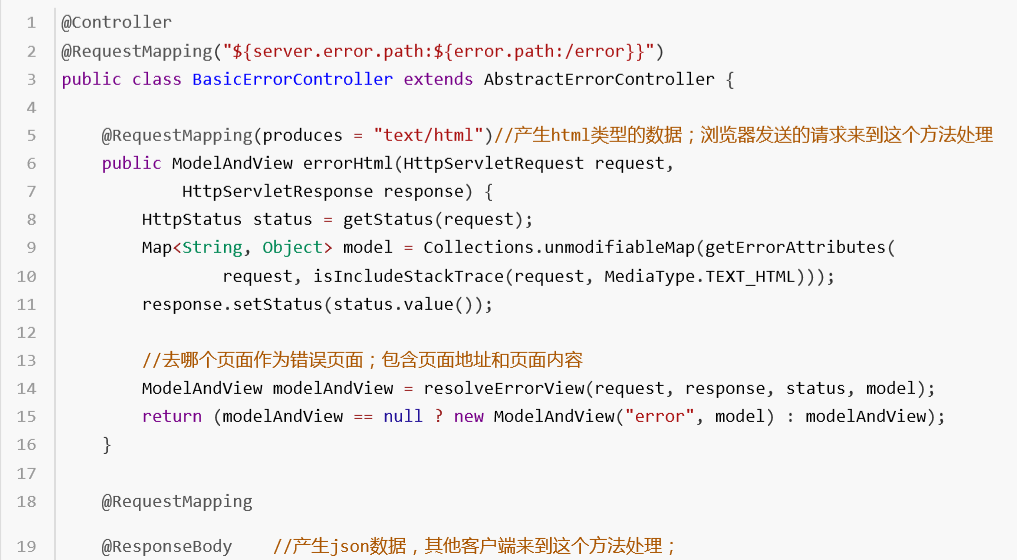 1 @Controller
2 @RequestMapping("${server.error.path:${error.path:/error}}")
3 public class BasicErrorController extends AbstractErrorController {
4
5     @RequestMapping(produces = "text/html")//产生html类型的数据；浏览器发送的请求来到这个方法处理
6     public ModelAndView errorHtml(HttpServletRequest request,
7             HttpServletResponse response) {
8         HttpStatus status = getStatus(request);
9         Map<String, Object> model = Collections.unmodifiableMap(getErrorAttributes(
10                 request, isIncludeStackTrace(request, MediaType.TEXT_HTML)));
11         response.setStatus(status.value());
12
13         //去哪个页面作为错误页面；包含页面地址和页面内容
14         ModelAndView modelAndView = resolveErrorView(request, response, status, model);
15         return (modelAndView == null ? new ModelAndView("error", model) : modelAndView);
16     }
17
18     @RequestMapping
19     @ResponseBody    //产生json数据，其他客户端来到这个方法处理；